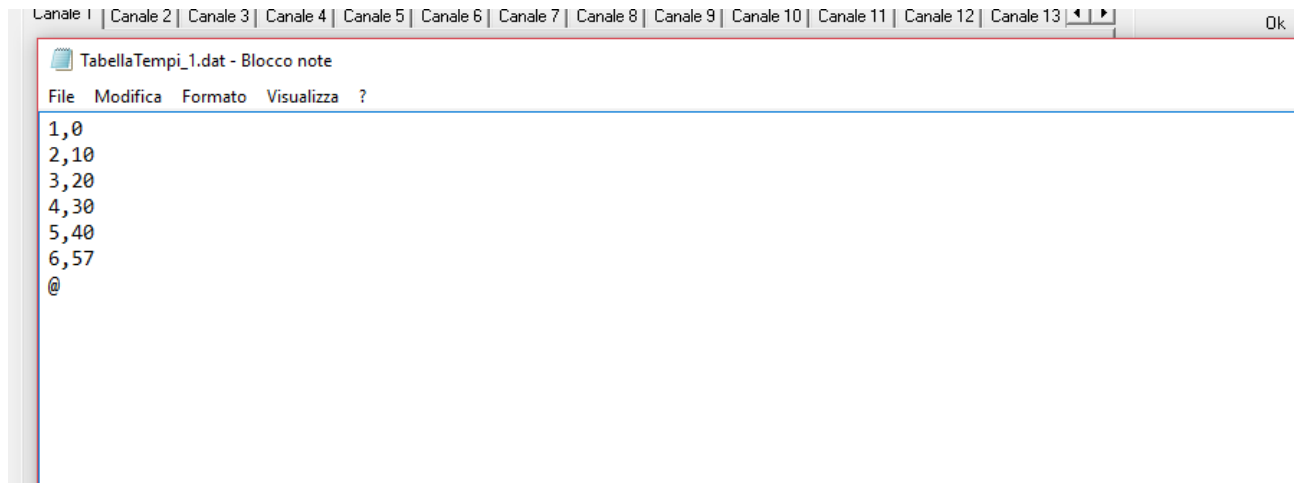 Canale 1 | Canale 2 | Canale 3 | Canale 4 | Canale 5 | Canale 6 | Canale 7 | Canale 8 | Canale 9 | Canale 10 | Canale 11 | Canale 12 | Canale 13
Ok
TabellaTempi_1.dat - Blocco note
File Modifica Formato Visualizza ?
1,0
2,10
3,20
4,30
5,40
6,57
@